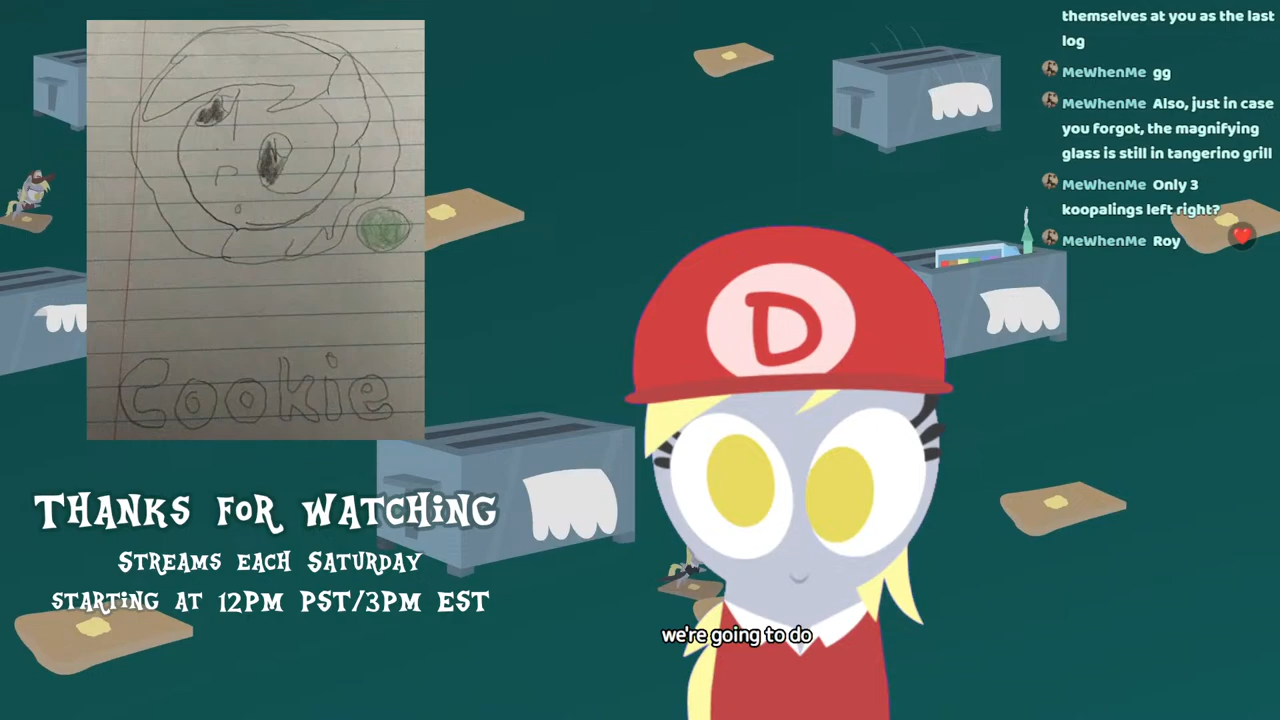 Cookie
THANKS FOR WATCHING
STREAMS EACH SATURDAY
STARTING AT 12PM PST/3PM EST
D
we're going to do
themselves at you as the last
log
MeWhenMe gg
MeWhenMe Also, just in case
you forgot, the magnifying
glass is still in tangerino grill
MeWhenMe Only 3
koopalings left right?
MeWhenMe Roy